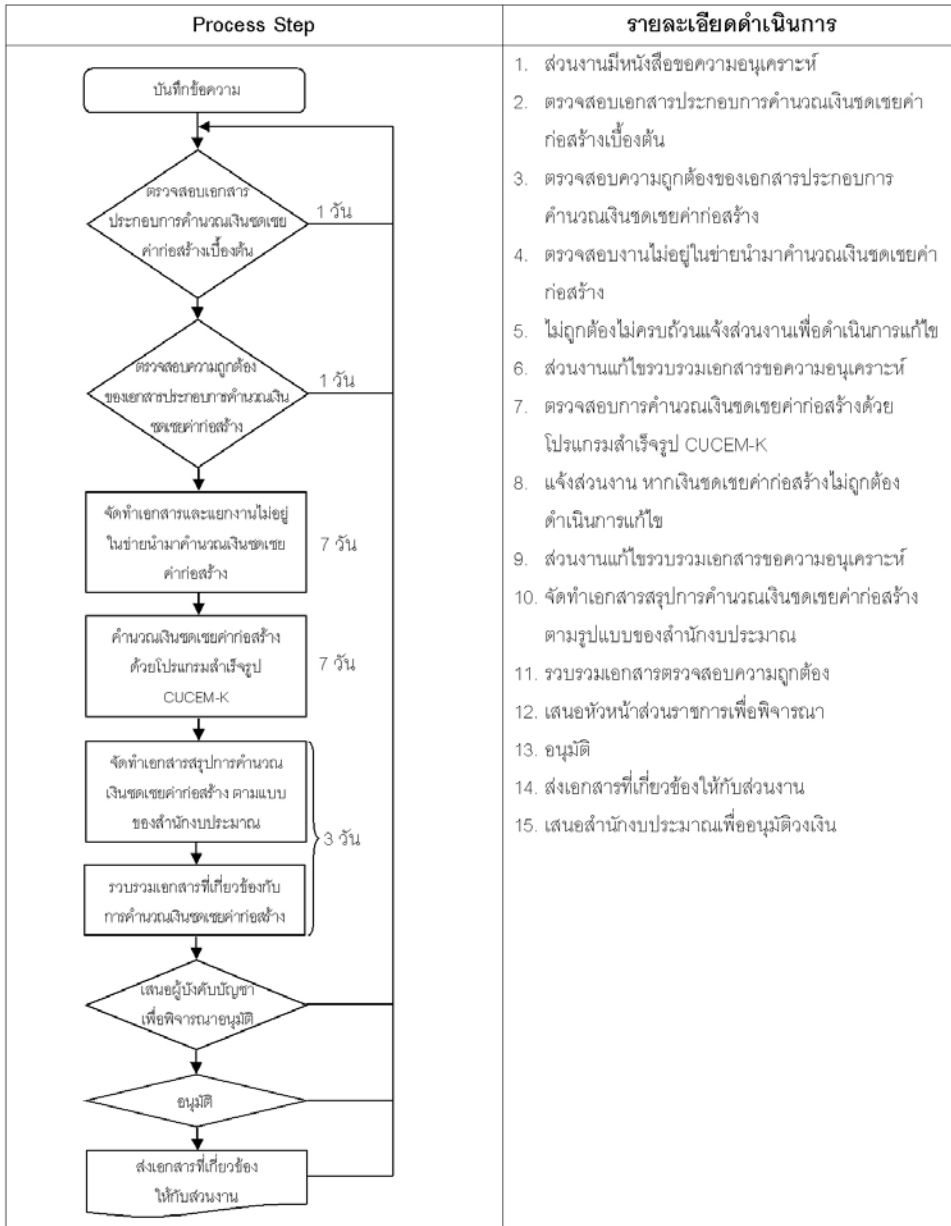 Process Step
รายละเอียดดำเนินการ
บันทึกข้อความ
ตรวจสอบเอกสาร
ประกอบการคำนวณเงินชดเชย
ค่าก่อสร้างเบื้องต้น
1 วัน
ตรวจสอบความถูกต้อง
ของเอกสารประกอบการคำนวณเงิน
ชดเชยค่าก่อสร้าง
1 วัน
จัดทำเอกสารและแยกงานไม่อยู่
ในข่ายนำมาคำนวณเงินชดเชย
ค่าก่อสร้าง
7 วัน
คำนวณเงินชดเชยค่าก่อสร้าง
ด้วยโปรแกรมสำเร็จรูป
CUCEM-K
7 วัน
จัดทำเอกสารสรุปการคำนวณ
เงินชดเชยค่าก่อสร้าง ตามแบบ
ของสำนักงบประมาณ
3 วัน
รวบรวมเอกสารที่เกี่ยวข้องกับ
การคำนวณเงินชดเชยค่าก่อสร้าง
เสนอผู้บังคับบัญชา
เพื่อพิจารณาอนุมัติ
อนุมัติ
ส่งเอกสารที่เกี่ยวข้อง
ให้กับส่วนงาน
1. ส่วนงานมีหนังสือขอความอนุเคราะห์
2. ตรวจสอบเอกสารประกอบการคำนวณเงินชดเชยค่า
ก่อสร้างเบื้องต้น
3. ตรวจสอบความถูกต้องของเอกสารประกอบการ
คำนวณเงินชดเชยค่าก่อสร้าง
4. ตรวจสอบงานไม่อยู่ในข่ายนำมาคำนวณเงินชดเชยค่า
ก่อสร้าง
5. ไม่ถูกต้องไม่ครบถ้วนแจ้งส่วนงานเพื่อดำเนินการแก้ไข
6. ส่วนงานแก้ไขรวบรวมเอกสารขอความอนุเคราะห์
7. ตรวจสอบการคำนวณเงินชดเชยค่าก่อสร้างด้วย
โปรแกรมสำเร็จรูป CUCEM-K
8. แจ้งส่วนงาน หากเงินชดเชยค่าก่อสร้างไม่ถูกต้อง
ดำเนินการแก้ไข
9. ส่วนงานแก้ไขรวบรวมเอกสารขอความอนุเคราะห์
10. จัดทำเอกสารสรุปการคำนวณเงินชดเชยค่าก่อสร้าง
ตามรูปแบบของสำนักงบประมาณ
11. รวบรวมเอกสารตรวจสอบความถูกต้อง
12. เสนอหัวหน้าส่วนราชการเพื่อพิจารณา
13. อนุมัติ
14. ส่งเอกสารที่เกี่ยวข้องให้กับส่วนงาน
15. เสนอสำนักงบประมาณเพื่ออนุมัติวงเงิน